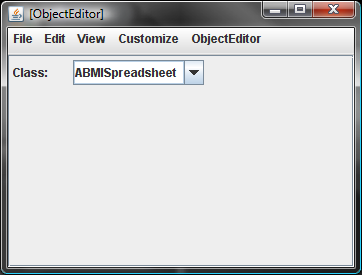 [ObjectEditor]
File Edit View Customize ObjectEditor
Class: ABMISpreadsheet